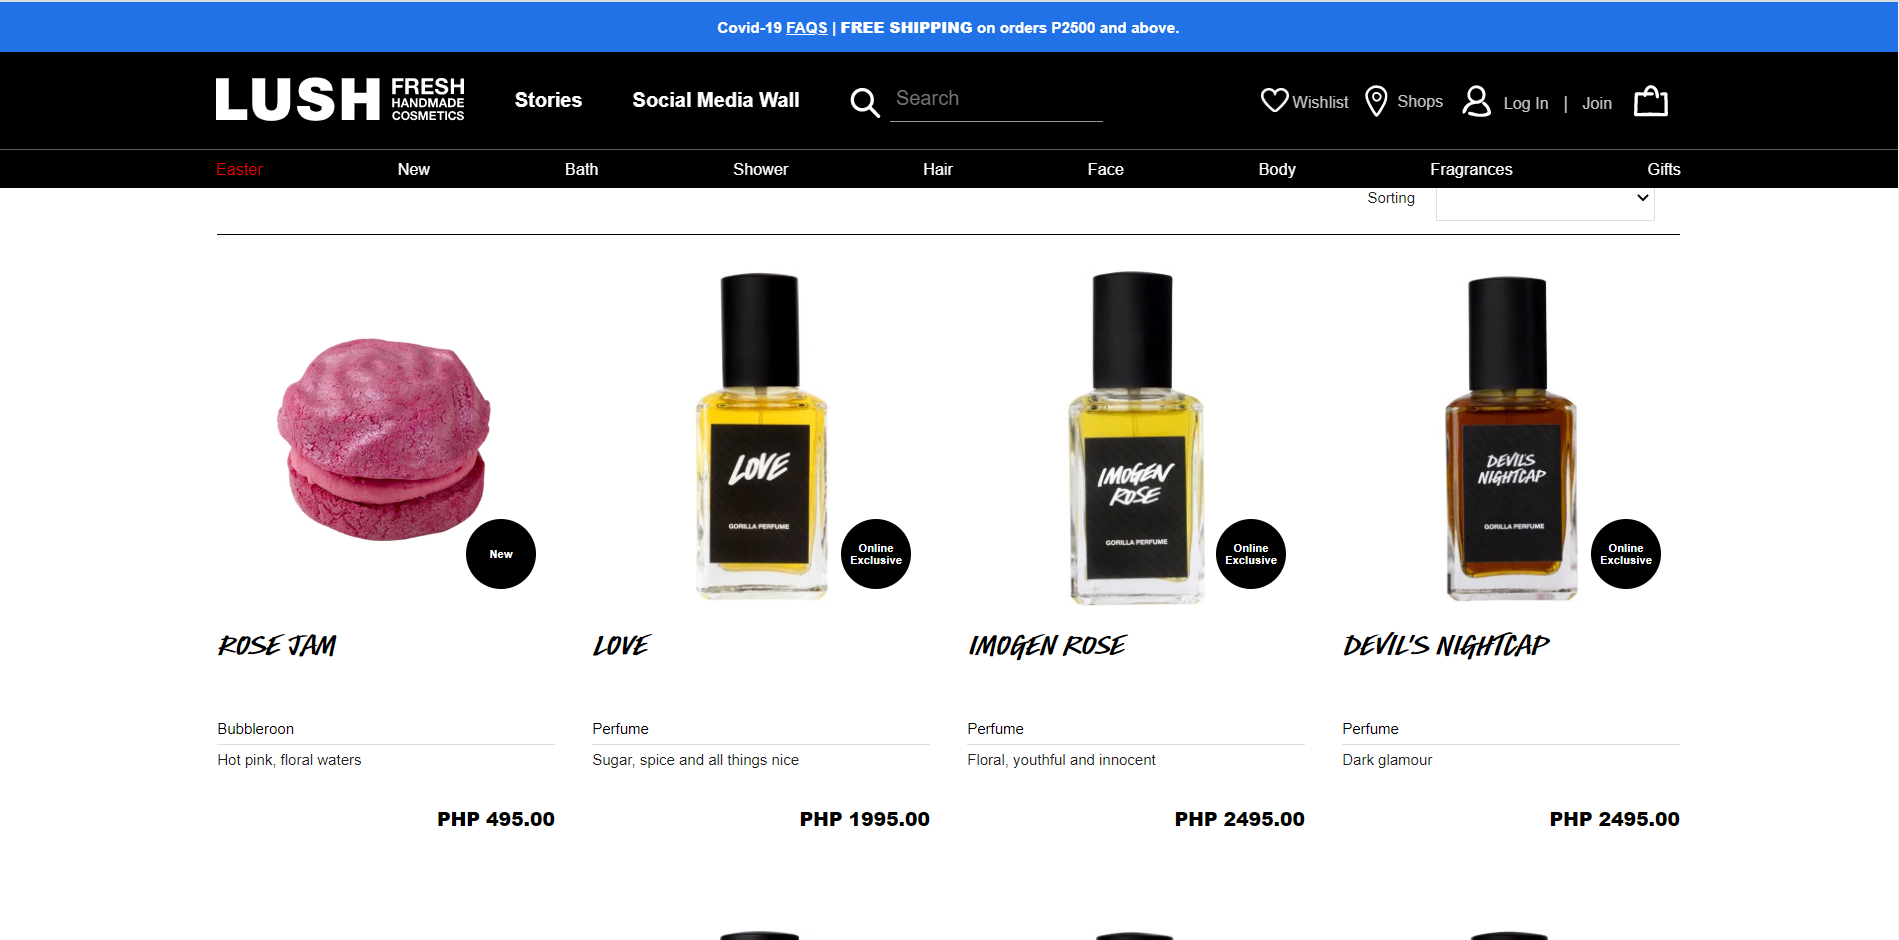 Covid-19 FAQS | FREE SHIPPING on orders P2500 and above.
LUSH FRESH HANDMADE COSMETICS
Stories
Social Media Wall
Search
Wishlist
Shops
Log In | Join
Easter
New
Bath
Shower
Hair
Face
Body
Fragrances
Gifts
Sorting
New
LOVE
GORILLA PERFUME
Online
Exclusive
IMOGEN
ROSE
GORILLA PERFUME
Online
Exclusive
DEVIL'S
NIGHTCAP
GORILLA PERFUME
Online
Exclusive
ROSE JAM
Bubbleroon
Hot pink, floral waters
PHP 495.00
LOVE
Perfume
Sugar, spice and all things nice
PHP 1995.00
IMOGEN ROSE
Perfume
Floral, youthful and innocent
PHP 2495.00
DEVIL'S NIGHTCAP
Perfume
Dark glamour
PHP 2495.00